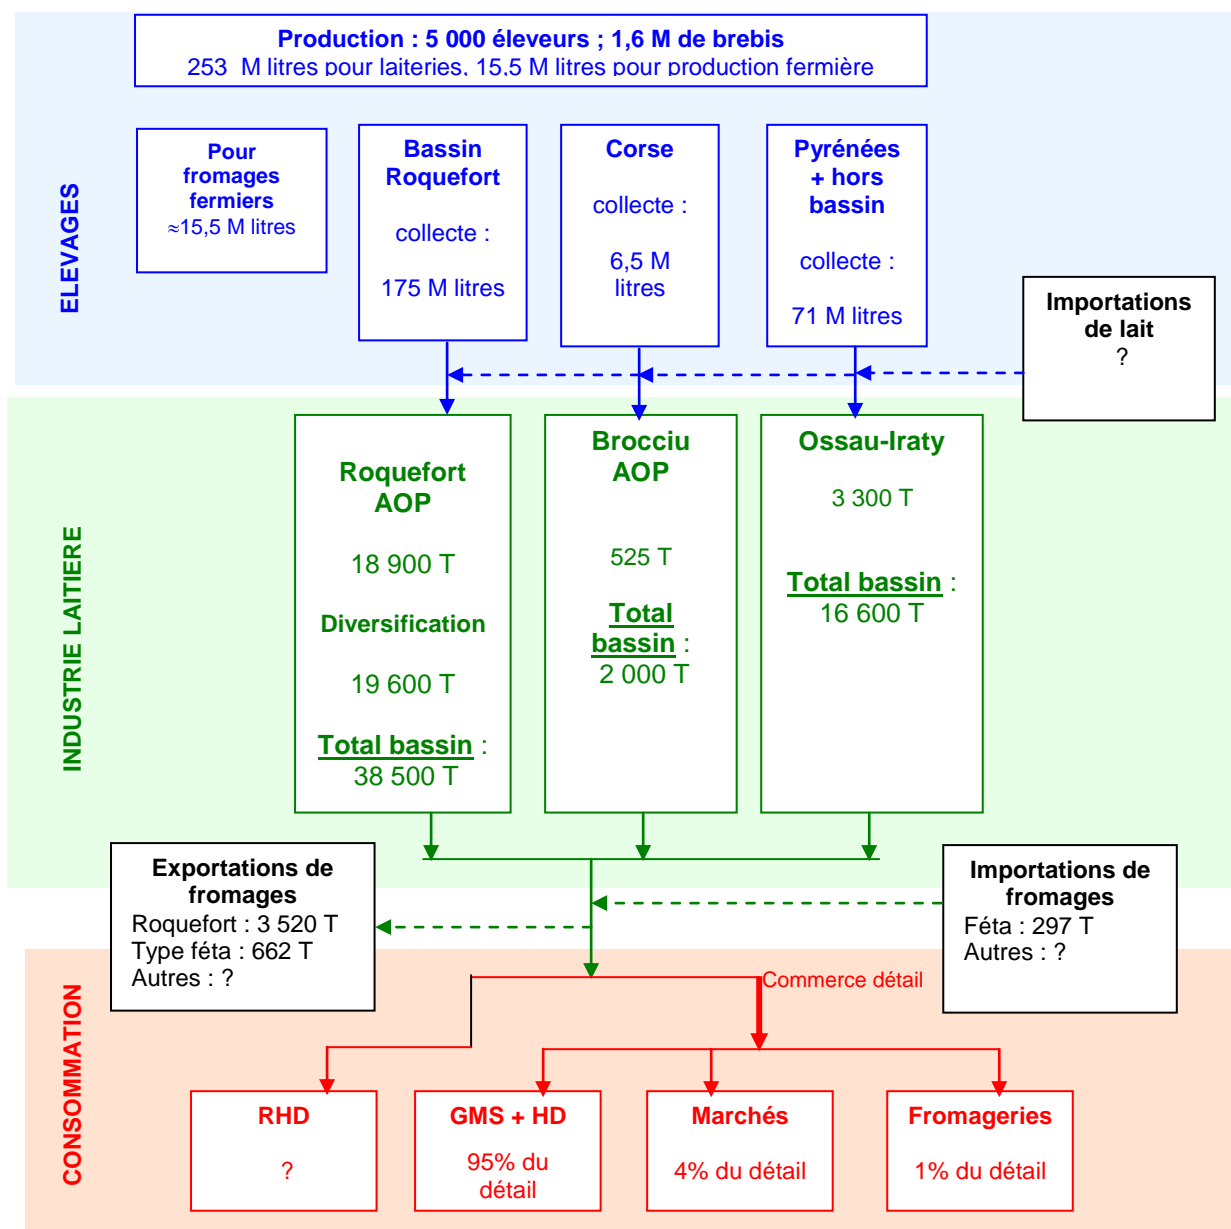 Production : 5 000 éleveurs ; 1,6 M de brebis
253 M litres pour laiteries, 15,5 M litres pour production fermière
ELEVAGES
Pour
fromages
fermiers
≈15,5 M litres
Bassin
Roquefort
collecte :
175 M litres
Corse
collecte :
6,5 M
litres
Pyrénées
+ hors
bassin
collecte :
71 M litres
Importations
de lait
?
INDUSTRIE LAITIERE
Roquefort
AOP
18 900 T
Diversification
19 600 T
Total bassin :
38 500 T
Brocciu
AOP
525 T
Total
bassin :
2 000 T
Ossau-Iraty
3 300 T
Total bassin :
16 600 T
Exportations de
fromages
Roquefort : 3 520 T
Type féta : 662 T
Autres : ?
Importations de
fromages
Féta : 297 T
Autres : ?
CONSOMMATION
Commerce détail
RHD
?
GMS + HD
95% du
détail
Marchés
4% du détail
Fromageries
1% du détail